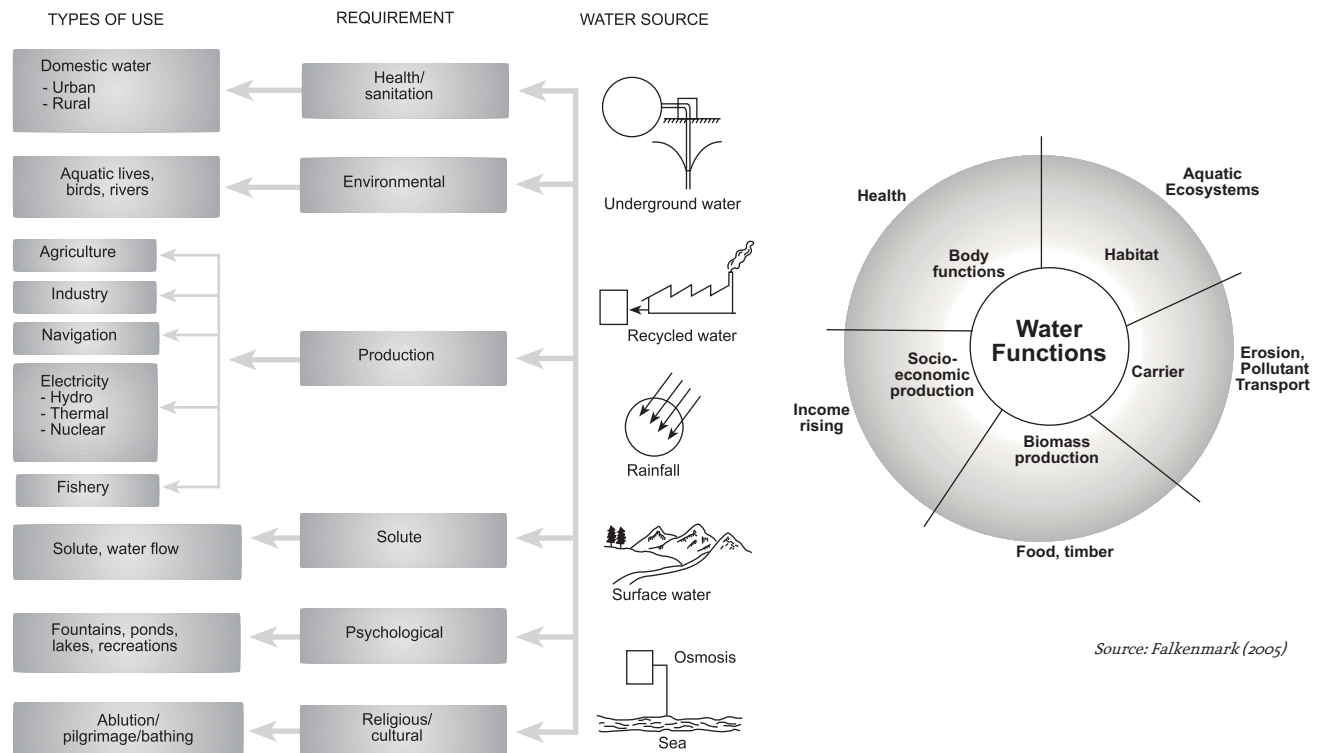 TYPES OF USE
REQUIREMENT
WATER SOURCE
Domestic water
- Urban
- Rural
Health/
sanitation
Aquatic lives,
birds, rivers
Environmental
Underground water
Agriculture
Industry
Navigation
Electricity
- Hydro
- Thermal
- Nuclear
Fishery
Production
Recycled water
Rainfall
Solute, water flow
Solute
Surface water
Fountains, ponds,
lakes, recreations
Psychological
Osmosis
Ablution/
pilgrimage/bathing
Religious/
cultural
Sea
Health
Aquatic
Ecosystems
Body
functions
Habitat
Water
Functions
Socio-
economic
production
Carrier
Erosion,
Pollutant
Transport
Income
rising
Biomass
production
Food, timber
Source: Falkenmark (2005)